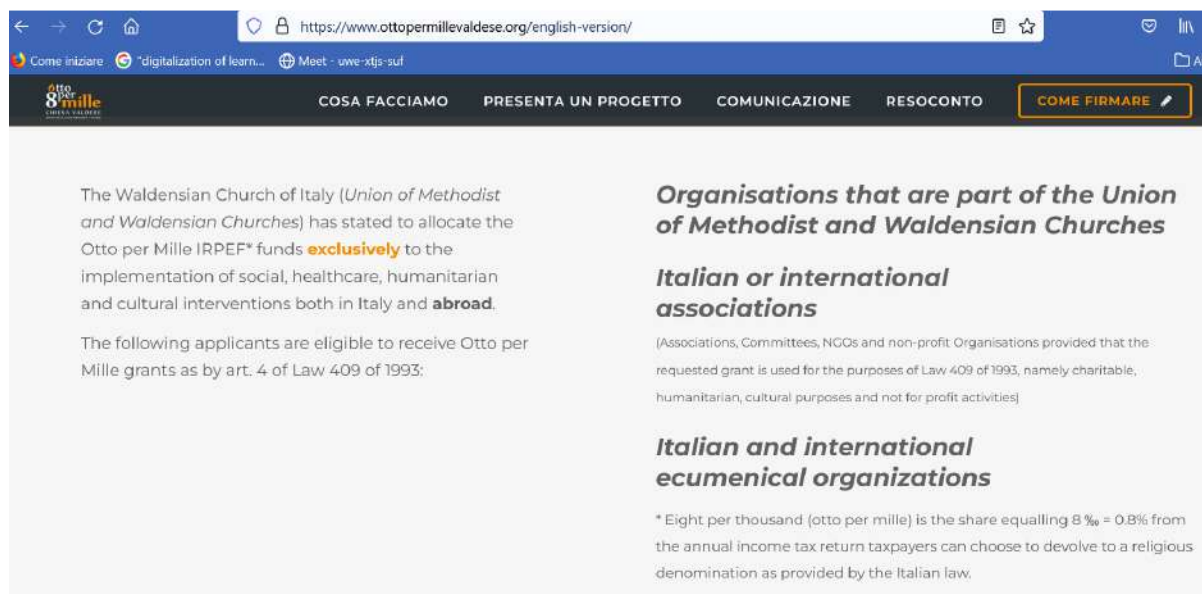 https://www.ottopermillevaldese.org/english-version/
Come iniziare
"digitalization of learn...
Meet - uwe-xtjs-suf
A
otto
8 per
mille
CHIESA VALDESE
COSA FACCIAMO
PRESENTA UN PROGETTO
COMUNICAZIONE
RESOCONTO
COME FIRMARE
The Waldensian Church of Italy (Union of Methodist
and Waldensian Churches) has stated to allocate the
Otto per Mille IRPEF* funds exclusively to the
implementation of social, healthcare, humanitarian
and cultural interventions both in Italy and abroad.
The following applicants are eligible to receive Otto per
Mille grants as by art. 4 of Law 409 of 1993:
Organisations that are part of the Union
of Methodist and Waldensian Churches
Italian or international
associations
(Associations, Committees, NGOs and non-profit Organisations provided that the
requested grant is used for the purposes of Law 409 of 1993, namely charitable,
humanitarian, cultural purposes and not for profit activities)
Italian and international
ecumenical organizations
* Eight per thousand (otto per mille) is the share equalling 8 ‰ = 0.8% from
the annual income tax return taxpayers can choose to devolve to a religious
denomination as provided by the Italian law.